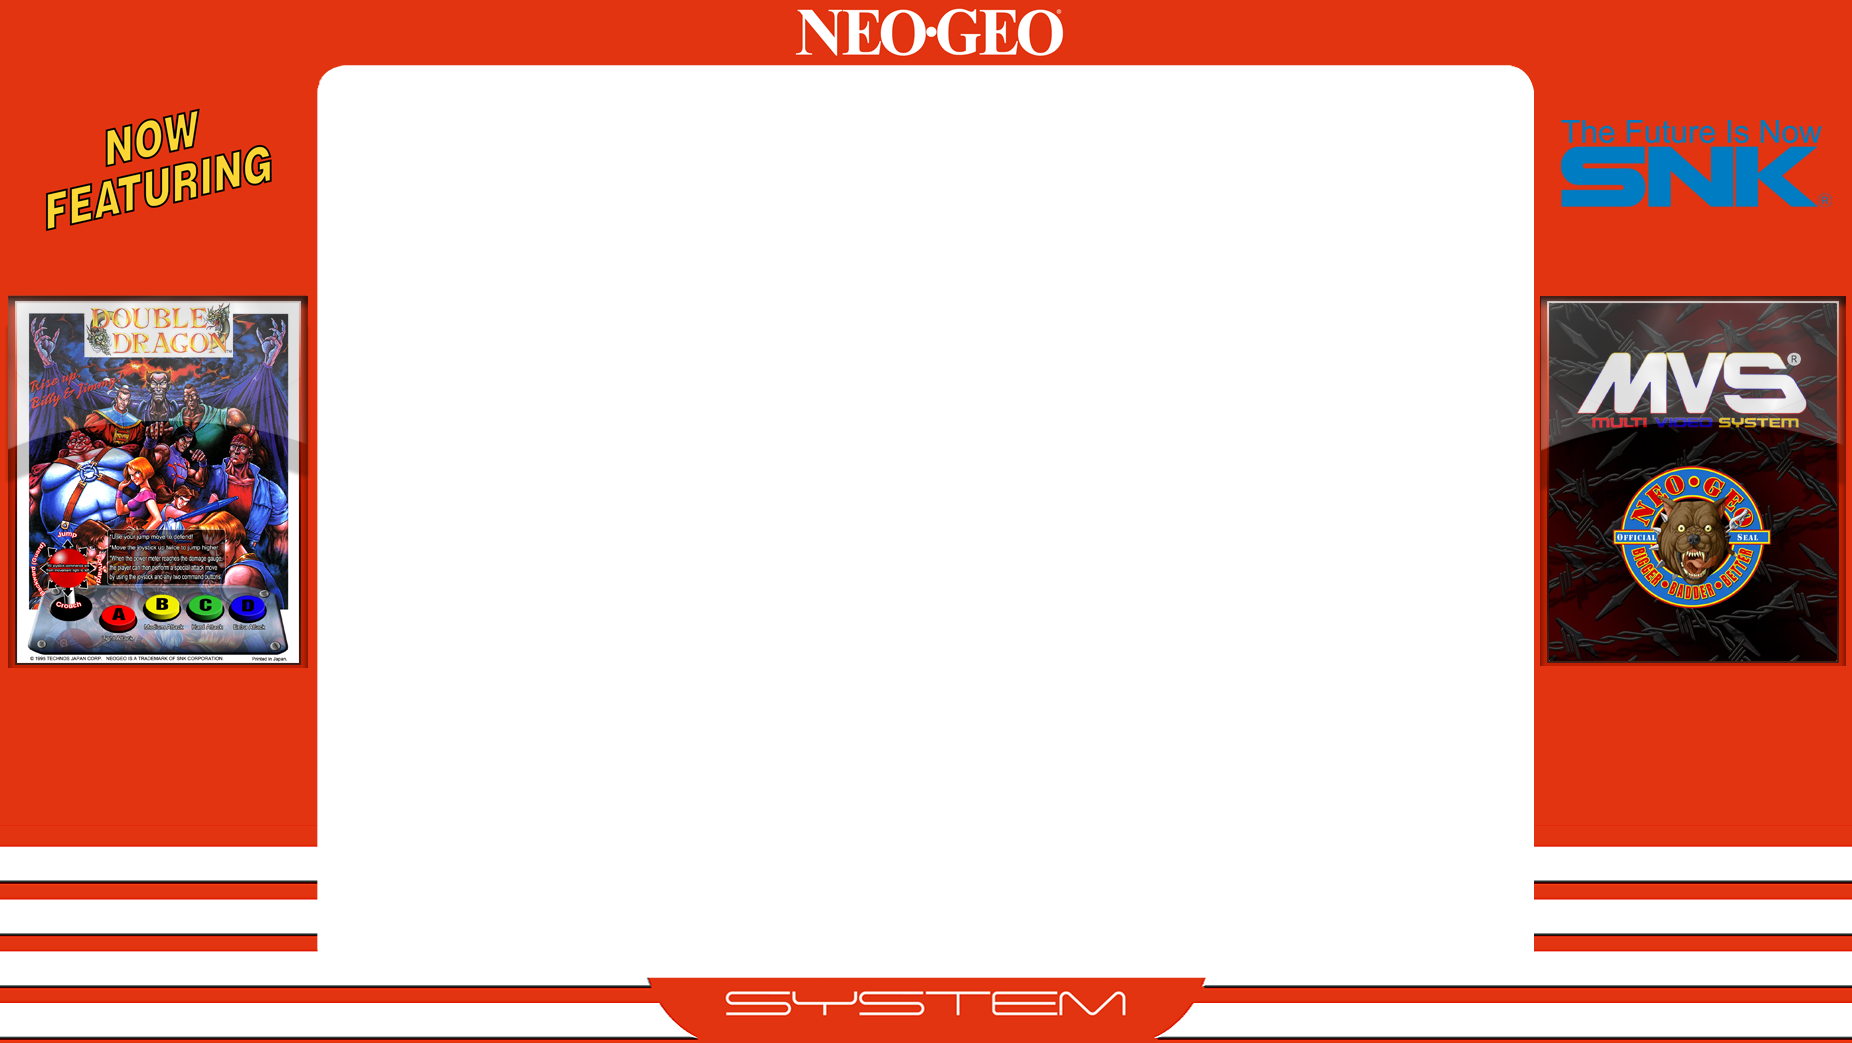 NEO•GEO®
NOW
FEATURING
The Future Is Now
SNK®
DOUBLE
DRAGON™
Rise up,
Billy & Jimmy!
*Use your jump move to defend!
*Move the joystick up twice to jump higher.
*When the power meter reaches the damage gauge,
the player can then perform a special attack move
by using the joystick and any two command buttons.
Jump
Crouch
A
B
C
D
Medium Attack
Hard Attack
Extra Attack
© 1995 TECHNOS JAPAN CORP. NEOGEO IS A TRADEMARK OF SNK CORPORATION.
Printed in Japan.
MVS®
MULTI VIDEO SYSTEM
NEO•GEO
OFFICIAL SEAL
BIGGER•BADDER•BETTER
SYSTEM